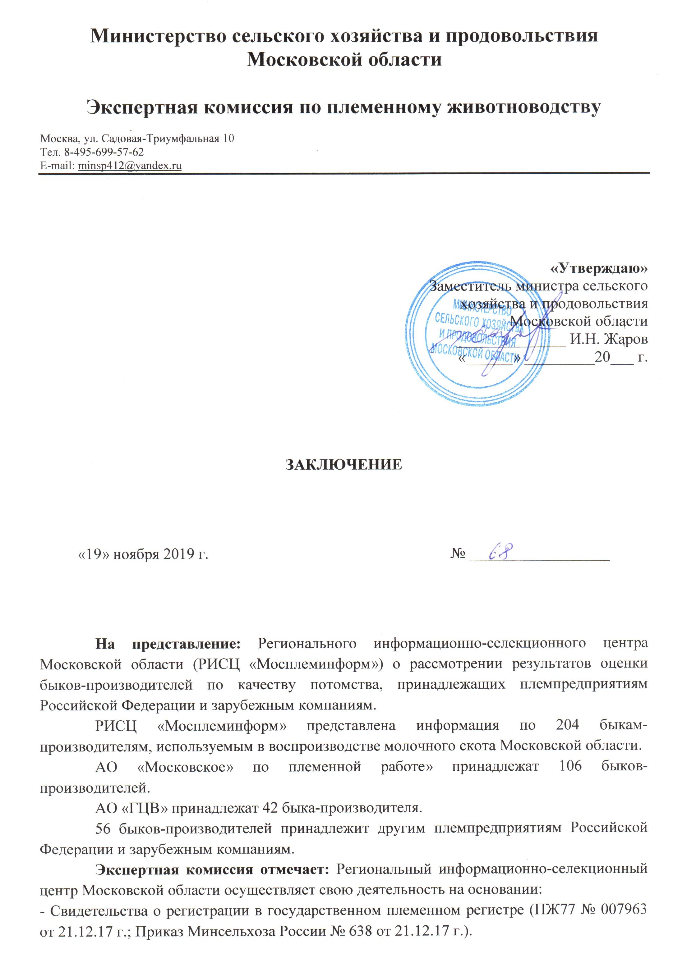 Министерство сельского хозяйства и продовольствия
Московской области
Экспертная комиссия по племенному животноводству
Москва, ул. Садовая-Триумфальная 10
Тел. 8-495-699-57-62
E-mail: minsp412@yandex.ru
«Утверждаю»
Заместитель министра сельского
хозяйства и продовольствия
Московской области
______________ И.Н. Жаров
«______»_________20___ г.
МИНИСТЕРСТВО
СЕЛЬСКОГО ХОЗЯЙСТВА
И ПРОДОВОЛЬСТВИЯ
МОСКОВСКОЙ ОБЛАСТИ
ЗАКЛЮЧЕНИЕ
«19» ноября 2019 г. № 68
На представление: Регионального информационно-селекционного центра
Московской области (РИСЦ «Мосплеминформ») о рассмотрении результатов оценки
быков-производителей по качеству потомства, принадлежащих племпредприятиям
Российской Федерации и зарубежным компаниям.
РИСЦ «Мосплеминформ» представлена информация по 204 быкам-
производителям, используемым в воспроизводстве молочного скота Московской области.
АО «Московское» по племенной работе» принадлежат 106 быков-
производителей.
АО «ГЦВ» принадлежат 42 быка-производителя.
56 быков-производителей принадлежит другим племпредприятиям Российской
Федерации и зарубежным компаниям.
Экспертная комиссия отмечает: Региональный информационно-селекционный
центр Московской области осуществляет свою деятельность на основании:
- Свидетельства о регистрации в государственном племенном регистре (ПЖ77 № 007963
от 21.12.17 г.; Приказ Минсельхоза России № 638 от 21.12.17 г.).